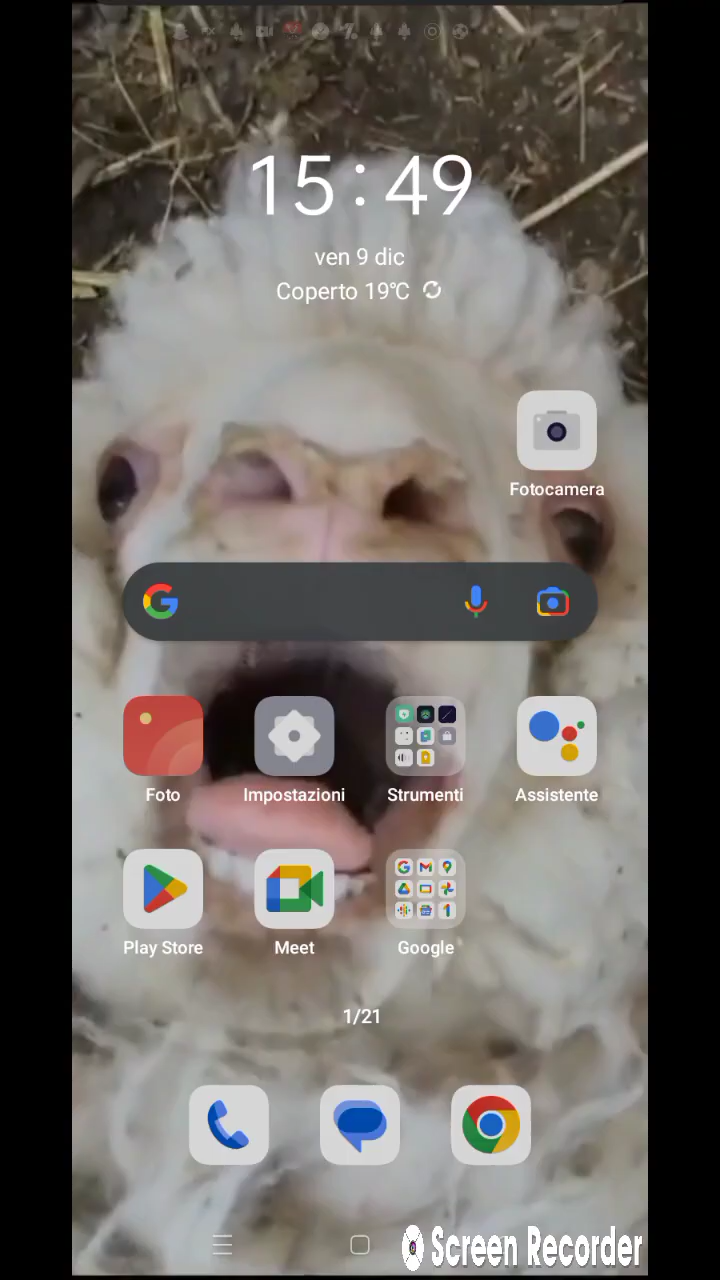 15:49
ven 9 dic
Coperto 19°C
Fotocamera
Foto
Impostazioni
Strumenti
Assistente
Play Store
Meet
Google
1/21
Screen Recorder